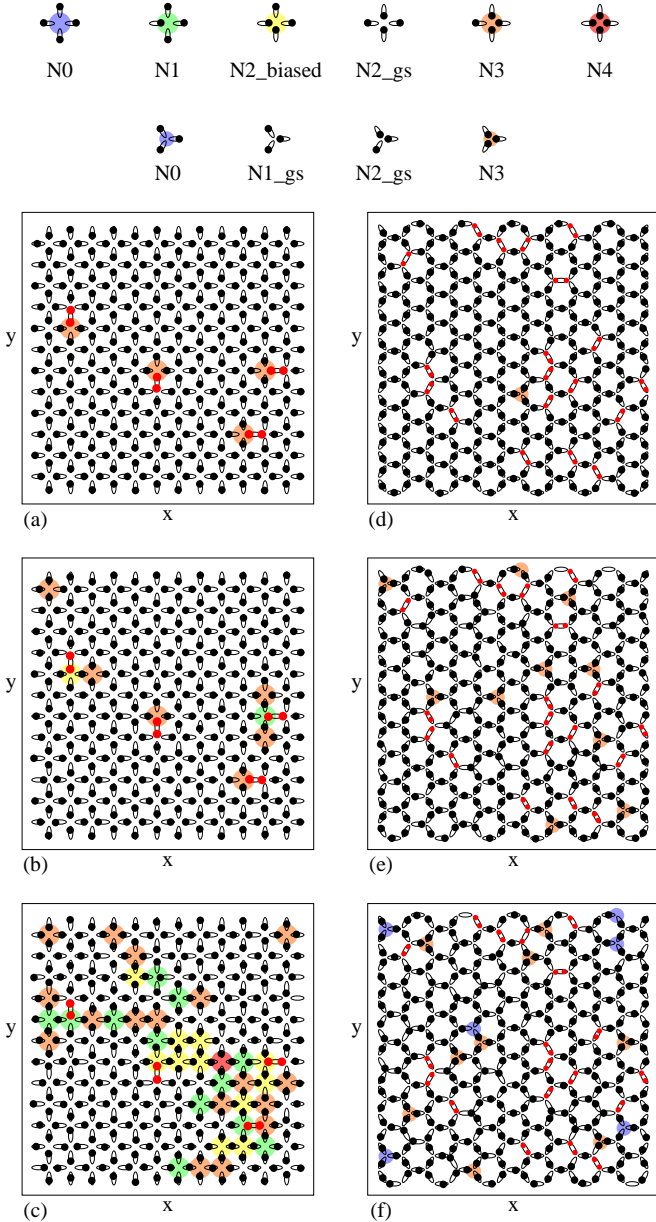 N0 N1 N2_biased N2_gs N3 N4
N0 N1_gs N2_gs N3
y
(a) x
y
(d) x
y
(b) x
y
(e) x
y
(c) x
y
(f) x